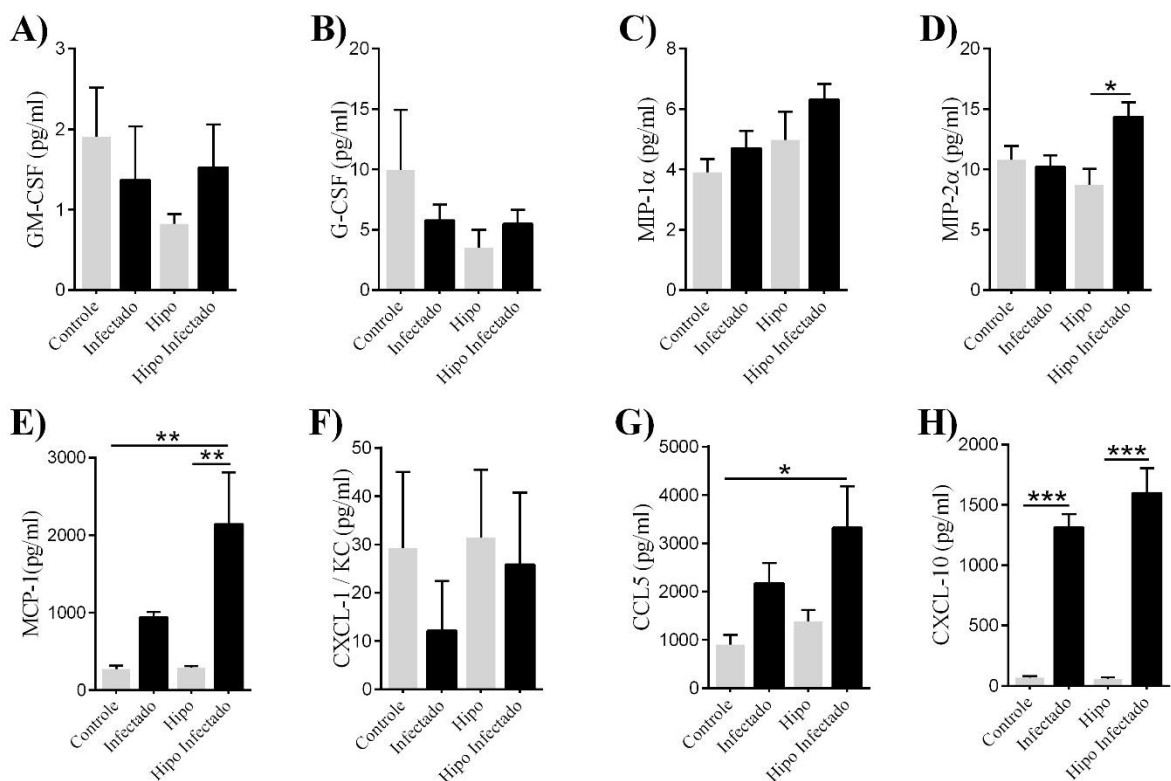 A)
GM-CSF (pg/ml)
3
2
1
0
Controle
Infectado
Hipo
Hipo Infectado
B)
G-CSF (pg/ml)
20
15
10
5
0
Controle
Infectado
Hipo
Hipo Infectado
C)
MIP-1α (pg/ml)
8
6
4
2
0
Controle
Infectado
Hipo
Hipo Infectado
D)
MIP-2α (pg/ml)
20
15
10
5
0
*
Controle
Infectado
Hipo
Hipo Infectado
E)
MCP-1(pg/ml)
3000
2000
1000
0
**
**
Controle
Infectado
Hipo
Hipo Infectado
F)
CXCL-1 / KC (pg/ml)
50
40
30
20
10
0
Controle
Infectado
Hipo
Hipo Infectado
G)
CCL5 (pg/ml)
5000
4000
3000
2000
1000
0
*
Controle
Infectado
Hipo
Hipo Infectado
H)
CXCL-10 (pg/ml)
2000
1500
1000
500
0
***
***
Controle
Infectado
Hipo
Hipo Infectado